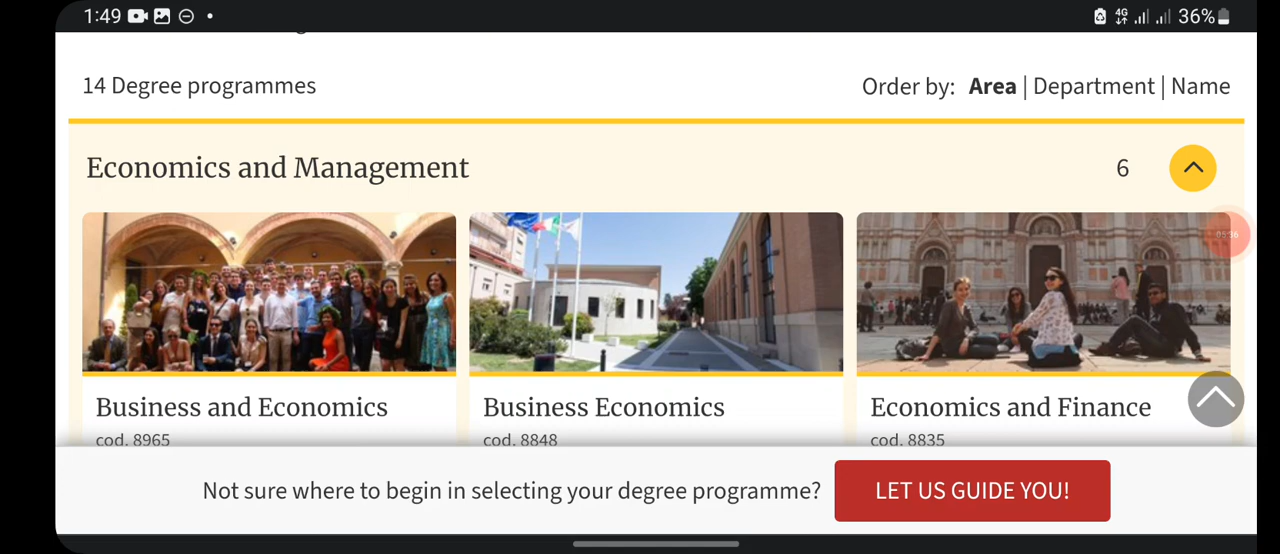 1:49 4G 36%
14 Degree programmes Order by: Area | Department | Name
Economics and Management 6
05:36
Business and Economics Business Economics Economics and Finance
cod. 8965 cod. 8848 cod. 8835
Not sure where to begin in selecting your degree programme? LET US GUIDE YOU!